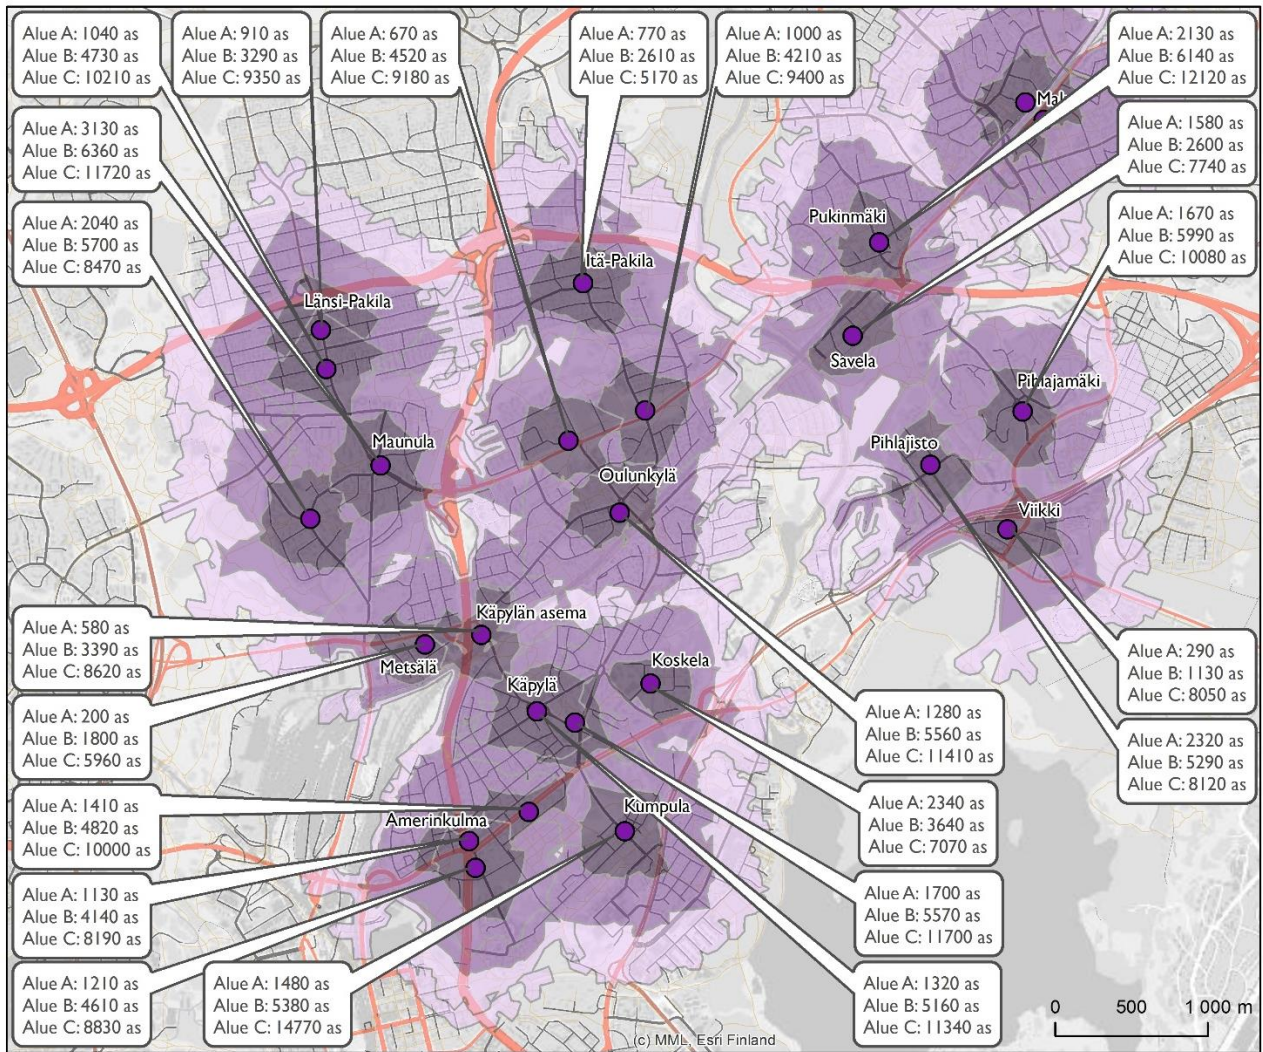 Alue A: 1040 as
Alue B: 4730 as
Alue C: 10210 as
Alue A: 910 as
Alue B: 3290 as
Alue C: 9350 as
Alue A: 670 as
Alue B: 4520 as
Alue C: 9180 as
Alue A: 770 as
Alue B: 2610 as
Alue C: 5170 as
Alue A: 1000 as
Alue B: 4210 as
Alue C: 9400 as
Alue A: 2130 as
Alue B: 6140 as
Alue C: 12120 as
Alue A: 3130 as
Alue B: 6360 as
Alue C: 11720 as
Alue A: 1580 as
Alue B: 2600 as
Alue C: 7740 as
Alue A: 2040 as
Alue B: 5700 as
Alue C: 8470 as
Alue A: 1670 as
Alue B: 5990 as
Alue C: 10080 as
Pukinmäki
Itä-Pakila
Länsi-Pakila
Savela
Pihlajamäki
Maunula
Pihlajisto
Oulunkylä
Viikki
Käpylän asema
Metsälä
Koskela
Käpylä
Amerinkulma
Kumpula
Alue A: 580 as
Alue B: 3390 as
Alue C: 8620 as
Alue A: 200 as
Alue B: 1800 as
Alue C: 5960 as
Alue A: 1410 as
Alue B: 4820 as
Alue C: 10000 as
Alue A: 1130 as
Alue B: 4140 as
Alue C: 8190 as
Alue A: 1210 as
Alue B: 4610 as
Alue C: 8830 as
Alue A: 1480 as
Alue B: 5380 as
Alue C: 14770 as
Alue A: 290 as
Alue B: 1130 as
Alue C: 8050 as
Alue A: 1280 as
Alue B: 5560 as
Alue C: 11410 as
Alue A: 2320 as
Alue B: 5290 as
Alue C: 8120 as
Alue A: 2340 as
Alue B: 3640 as
Alue C: 7070 as
Alue A: 1700 as
Alue B: 5570 as
Alue C: 11700 as
Alue A: 1320 as
Alue B: 5160 as
Alue C: 11340 as
0 500 1 000 m
(c) MML, Esri Finland